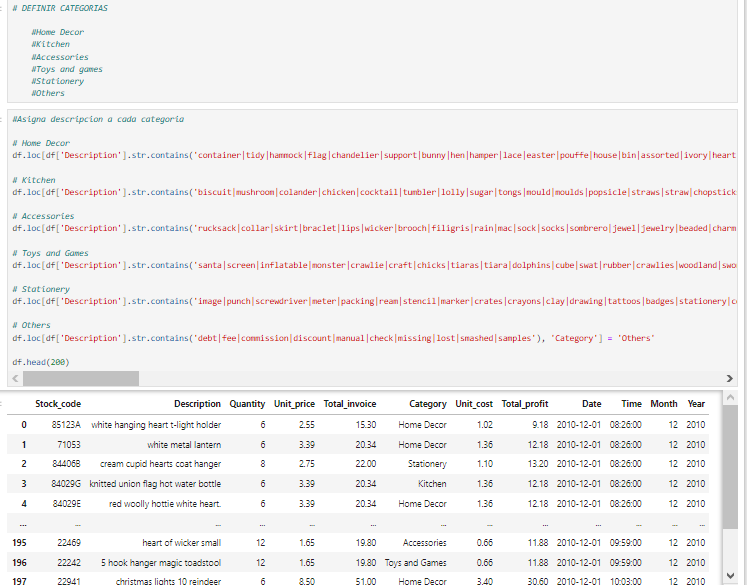 # DEFINIR CATEGORIAS
#Home Decor
#Kitchen
#Accessories
#Toys and games
#Stationery
#Others
#Asigna descripcion a cada categoria
# Home Decor
df.loc[df['Description'].str.contains('container|tidy|hammock|flag|chandelier|support|bunny|hen|hamper|lace|easter|pouffe|house|bin|assorted|ivory|heart
# Kitchen
df.loc[df['Description'].str.contains('biscuit|mushroom|colander|chicken|cocktail|tumbler|lolly|sugar|tongs|mould|moulds|popsicle|straws|straw|chopstick
# Accessories
df.loc[df['Description'].str.contains('rucksack|collar|skirt|braclet|lips|wicker|brooch|filigris|rain|mac|sock|socks|sombrero|jewel|jewelry|beaded|charm
# Toys and Games
df.loc[df['Description'].str.contains('santa|screen|inflatable|monster|crawlie|craft|chicks|tiaras|tiara|dolphins|cube|swat|rubber|crawlies|woodland|swo
# Stationery
df.loc[df['Description'].str.contains('image|punch|screwdriver|meter|packing|ream|stencil|marker|crates|crayons|clay|drawing|tattoos|badges|stationery|c
# Others
df.loc[df['Description'].str.contains('debt|fee|commission|discount|manual|check|missing|lost|smashed|samples'), 'Category'] = 'Others'
df.head(200)
Stock_code Description Quantity Unit_price Total_invoice Category Unit_cost Total_profit Date Time Month Year
0 85123A white hanging heart t-light holder 6 2.55 15.30 Home Decor 1.02 9.18 2010-12-01 08:26:00 12 2010
1 71053 white metal lantern 6 3.39 20.34 Home Decor 1.36 12.18 2010-12-01 08:26:00 12 2010
2 84406B cream cupid hearts coat hanger 8 2.75 22.00 Stationery 1.10 13.20 2010-12-01 08:26:00 12 2010
3 84029G knitted union flag hot water bottle 6 3.39 20.34 Kitchen 1.36 12.18 2010-12-01 08:26:00 12 2010
4 84029E red woolly hottie white heart. 6 3.39 20.34 Home Decor 1.36 12.18 2010-12-01 08:26:00 12 2010
... ... ... ... ... ... ... ... ... ... ... ... ...
195 22469 heart of wicker small 12 1.65 19.80 Accessories 0.66 11.88 2010-12-01 09:59:00 12 2010
196 22242 5 hook hanger magic toadstool 12 1.65 19.80 Toys and Games 0.66 11.88 2010-12-01 09:59:00 12 2010
197 22941 christmas lights 10 reindeer 6 8.50 51.00 Home Decor 3.40 30.60 2010-12-01 10:03:00 12 2010